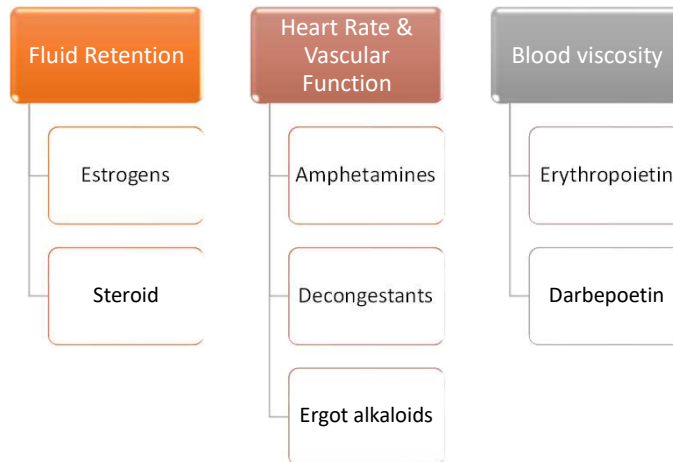 Fluid Retention
Estrogens
Steroid
Heart Rate &
Vascular
Function
Amphetamines
Decongestants
Ergot alkaloids
Blood viscosity
Erythropoietin
Darbepoetin